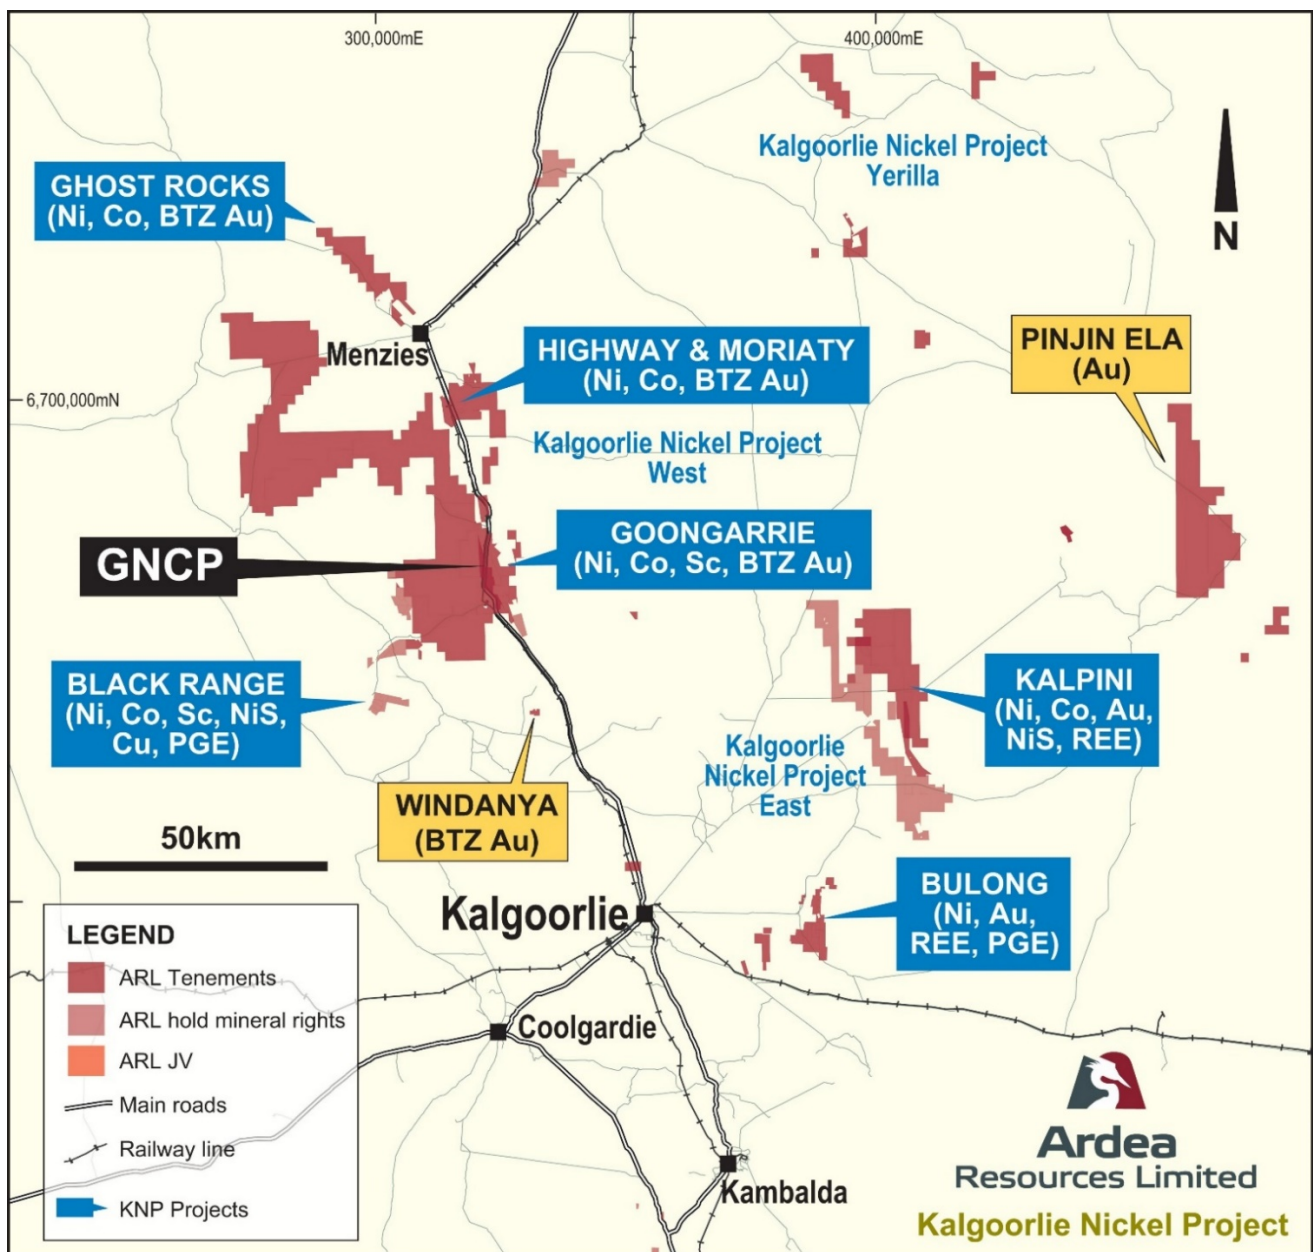 300,000mE
400,000mE
Kalgoorlie Nickel Project
Yerilla
GHOST ROCKS
(Ni, Co, BTZ Au)
N
Menzies
HIGHWAY & MORIATY
(Ni, Co, BTZ Au)
PINJIN ELA
(Au)
6,700,000mN
Kalgoorlie Nickel Project
West
GNCP
GOONGARRIE
(Ni, Co, Sc, BTZ Au)
BLACK RANGE
(Ni, Co, Sc, NiS,
Cu, PGE)
KALPINI
(Ni, Co, Au,
NiS, REE)
Kalgoorlie
Nickel Project
East
WINDANYA
(BTZ Au)
50km
BULONG
(Ni, Au,
REE, PGE)
Kalgoorlie
LEGEND
ARL Tenements
ARL hold mineral rights
ARL JV
Main roads
Railway line
KNP Projects
Coolgardie
Kambalda
Ardea
Resources Limited
Kalgoorlie Nickel Project